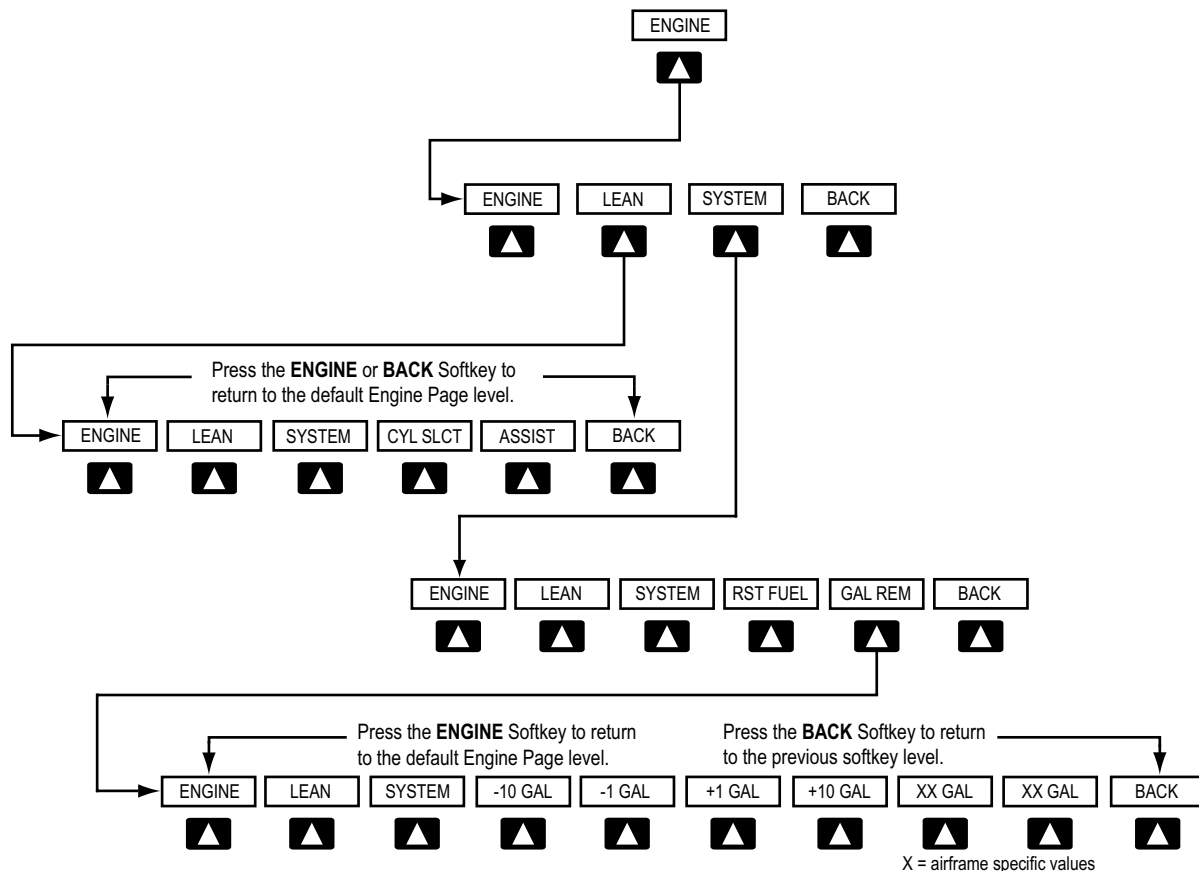 ENGINE
ENGINE LEAN SYSTEM BACK
Press the ENGINE or BACK Softkey to
return to the default Engine Page level.
ENGINE LEAN SYSTEM CYL SLCT ASSIST BACK
ENGINE LEAN SYSTEM RST FUEL GAL REM BACK
Press the ENGINE Softkey to return
to the default Engine Page level.
Press the BACK Softkey to return
to the previous softkey level.
ENGINE LEAN SYSTEM -10 GAL -1 GAL +1 GAL +10 GAL XX GAL XX GAL BACK
X = airframe specific values